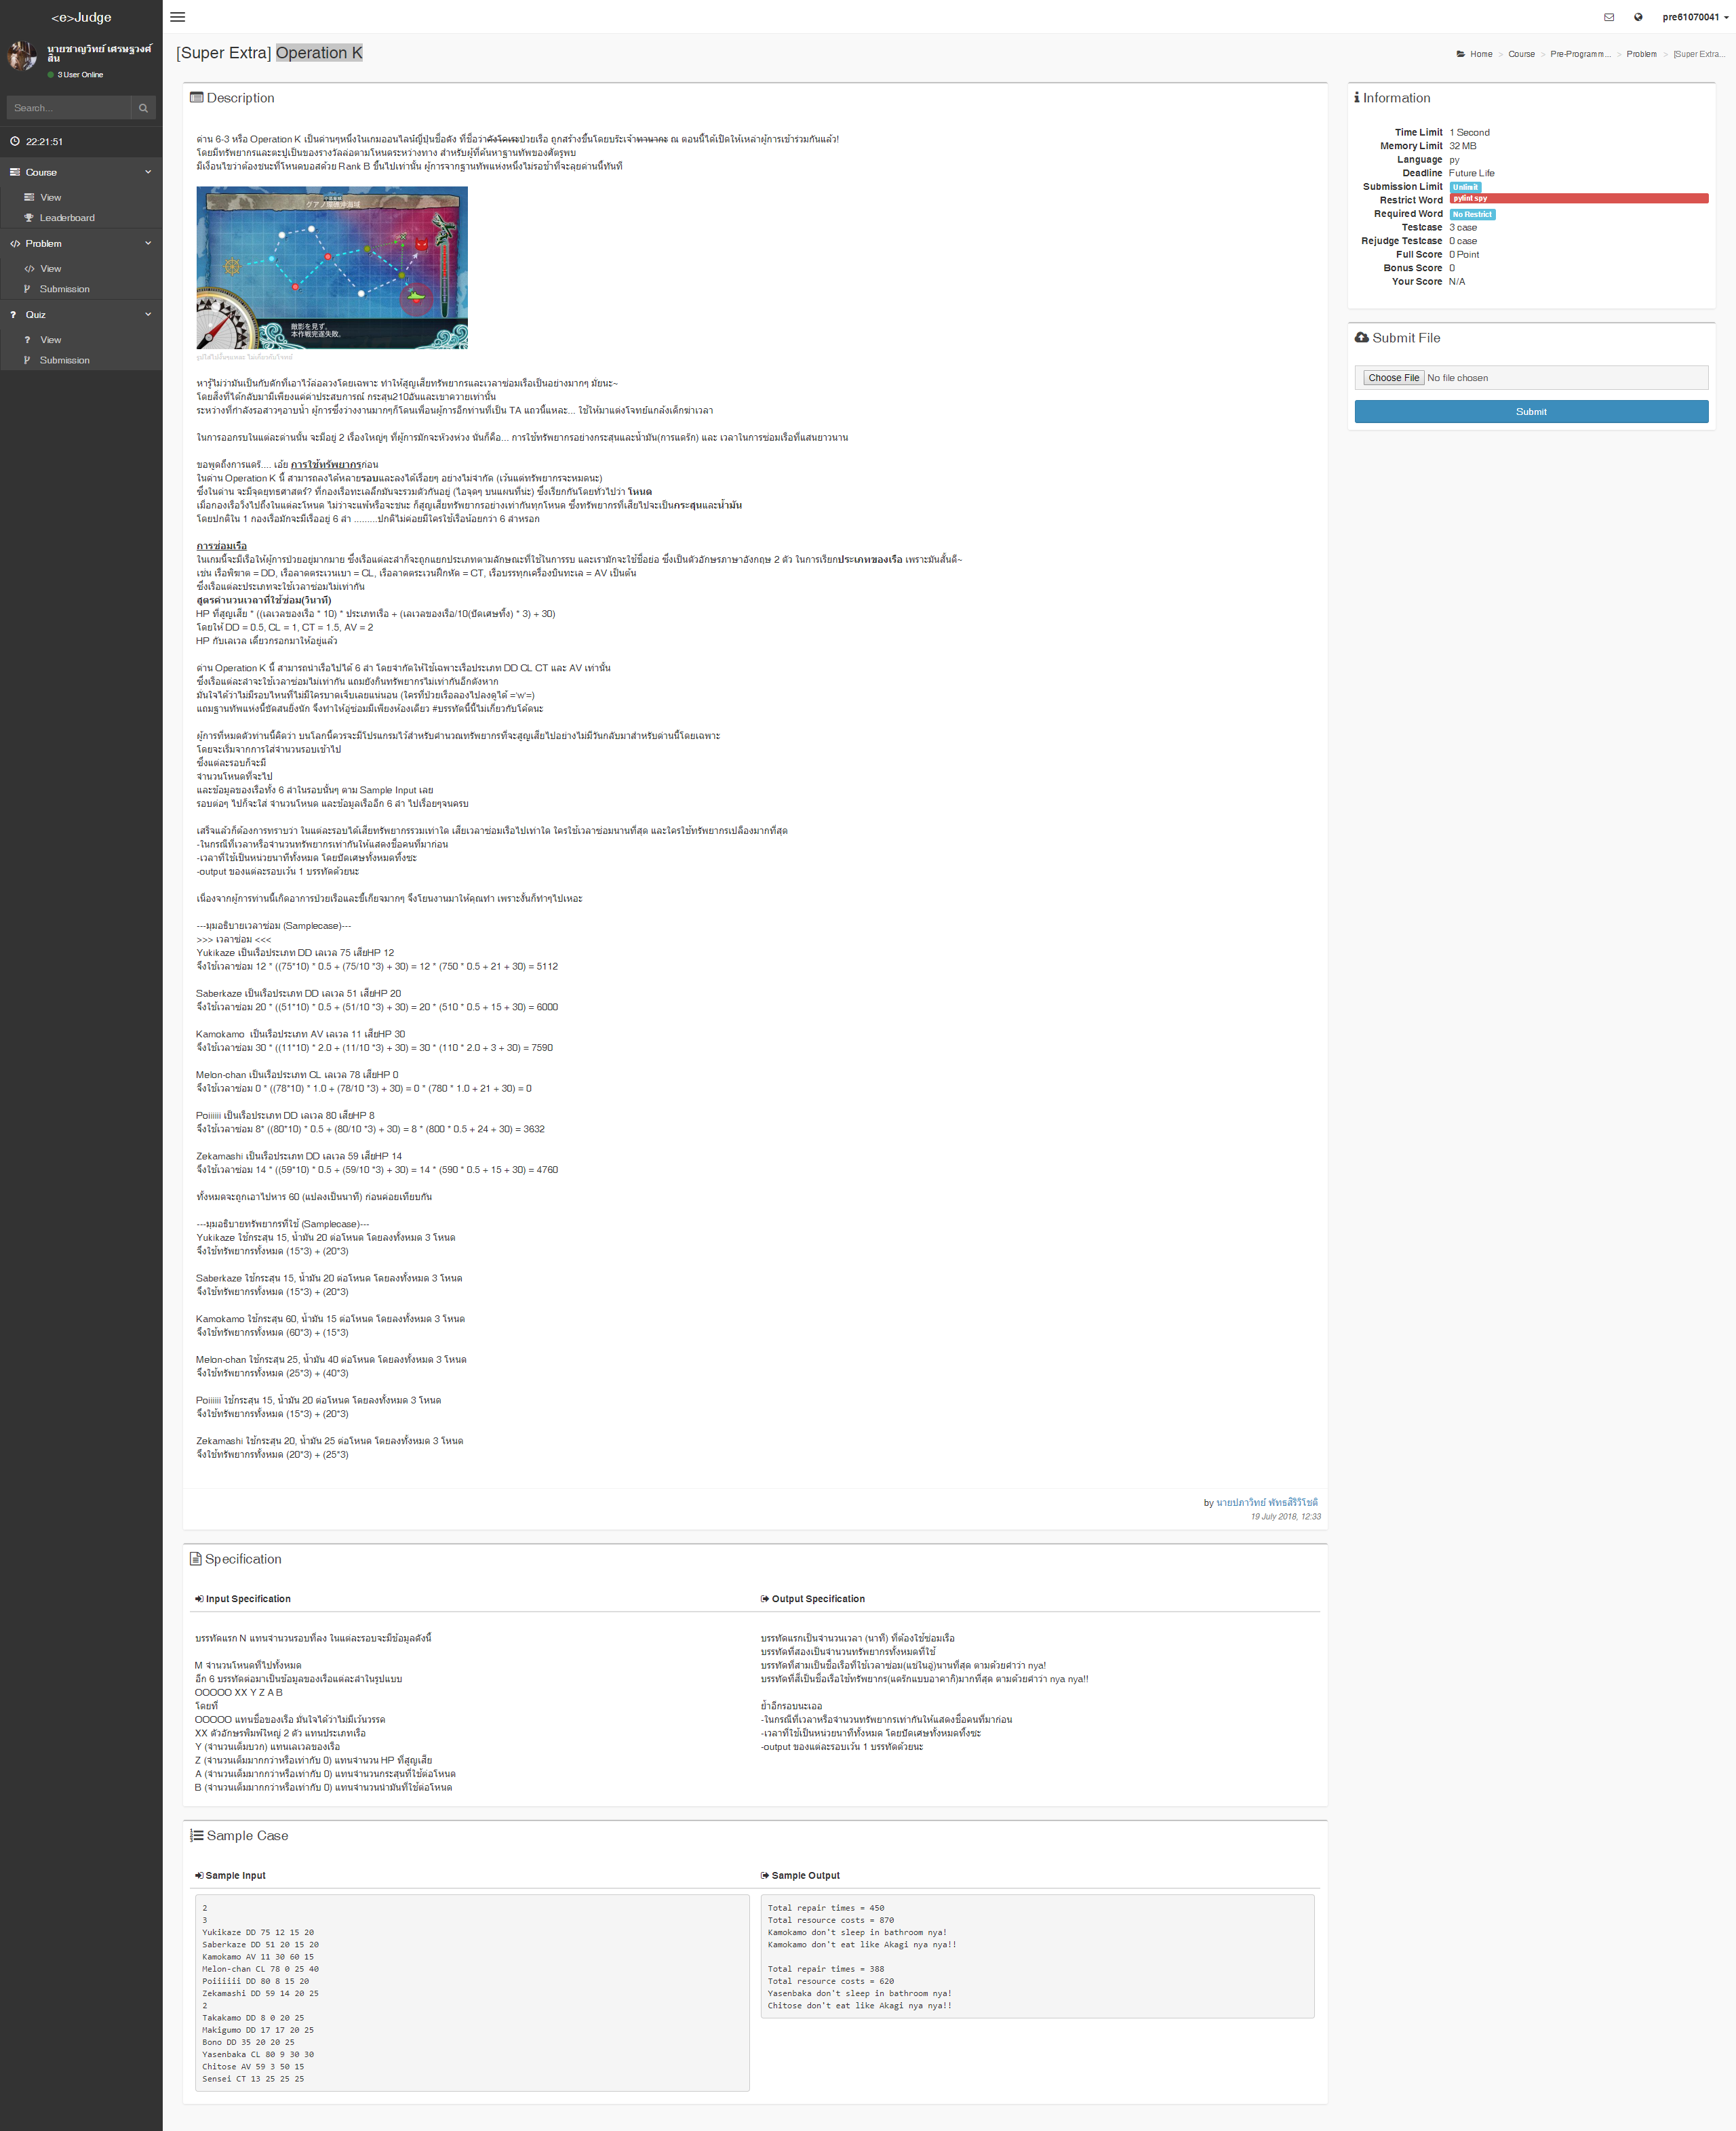 <e>Judge
นายชาญวิทย์ เศรษฐวงศ์
สิน
3 User Online
Search...
22:21:51
Course
View
Leaderboard
Problem
View
Submission
Quiz
View
Submission
pre61070041
[Super Extra] Operation K
Home > Course > Pre-Programm... > Problem > [Super Extra...
Description
ด่าน 6-3 หรือ Operation K เป็นด่านๆหนึ่งในเกมออนไลน์ญี่ปุ่นชื่อดัง ที่ชื่อว่าคังโคเระป่วยเรือ ถูกสร้างขึ้นโดยบริะเจ้าทานากะ ณ ตอนนี้ได้เปิดให้เหล่าผู้การเข้าร่วมกันแล้ว!
โดยมีทรัพยากรและตะปูเป็นของรางวัลล่อตามโหนดระหว่างทาง สำหรับผู้ที่ค้นหาฐานทัพของศัตรูพบ
มีเงื่อนไขว่าต้องชนะที่โหนดบอสด้วย Rank B ขึ้นไปเท่านั้น ผู้การจากฐานทัพแห่งหนึ่งไม่รอช้าที่จะลุยด่านนี้ทันที
敵影を見ず。
本作戦完遂失敗。
รูปใส่ไปงั้นๆแหละ ไม่เกี่ยวกับโจทย์
หารู้ไม่ว่ามันเป็นกับดักที่เอาไว้ล่อลวงโดยเฉพาะ ทำให้สูญเสียทรัพยากรและเวลาซ่อมเรือเป็นอย่างมากๆ มั่ยนะ~
โดยสิ่งที่ได้กลับมามีเพียงแค่ค่าประสบการณ์ กระสุน210อันและเขาควายเท่านั้น
ระหว่างที่กำลังรอสาวๆอาบน้ำ ผู้การซึ่งว่างงานมากๆก็โดนเพื่อนผู้การอีกท่านที่เป็น TA แถวนี้แหละ... ใช้ให้มาแต่งโจทย์แกล้งเด็กฆ่าเวลา
ในการออกรบในแต่ละด่านนั้น จะมีอยู่ 2 เรื่องใหญ่ๆ ที่ผู้การมักจะห่วงห่วง นั่นก็คือ... การใช้ทรัพยากรอย่างกระสุนและน้ำมัน(การแดร้ก) และ เวลาในการซ่อมเรือที่แสนยาวนาน
ขอพูดถึงการแดร้.... เอ้ย การใช้ทรัพยากรก่อน
ในด่าน Operation K นี้ สามารถลงได้หลายรอบและลงได้เรื่อยๆ อย่างไม่จำกัด (เว้นแต่ทรัพยากรจะหมดนะ)
ซึ่งในด่าน จะมีจุดยุทธศาสตร์? ที่กองเรือทะเลลึกมันจะรวมตัวกันอยู่ (ไอจุดๆ บนแผนที่น่ะ) ซึ่งเรียกกันโดยทั่วไปว่า โหนด
เมื่อกองเรือวิ่งไปถึงในแต่ละโหนด ไม่ว่าจะแพ้หรือจะชนะ ก็สูญเสียทรัพยากรอย่างเท่ากันทุกโหนด ซึ่งทรัพยากรที่เสียไปจะเป็นกระสุนและน้ำมัน
โดยปกติใน 1 กองเรือมักจะมีเรืออยู่ 6 ลำ .........ปกติไม่ค่อยมีใครใช้เรือน้อยกว่า 6 ลำหรอก
การซ่อมเรือ
ในเกมนี้จะมีเรือให้ผู้การป่วยอยู่มากมาย ซึ่งเรือแต่ละลำก็จะถูกแยกประเภทตามลักษณะที่ใช้ในการรบ และเรามักจะใช้ชื่อย่อ ซึ่งเป็นตัวอักษรภาษาอังกฤษ 2 ตัว ในการเรียกประเภทของเรือ เพราะมันสั้นดี~
เช่น เรือพิฆาต = DD, เรือลาดตระเวนเบา = CL, เรือลาดตระเวนฝึกหัด = CT, เรือบรรทุกเครื่องบินทะเล = AV เป็นต้น
ซึ่งเรือแต่ละประเภทจะใช้เวลาซ่อมไม่เท่ากัน
สูตรคำนวนเวลาที่ใช้ซ่อม(วินาที)
HP ที่สูญเสีย * ((เลเวลของเรือ * 10) * ประเภทเรือ + (เลเวลของเรือ/10(ปัดเศษทิ้ง) * 3) + 30)
โดยให้ DD = 0.5, CL = 1, CT = 1.5, AV = 2
HP กับเลเวล เดี๋ยวกรอกมาให้อยู่แล้ว
ด่าน Operation K นี้ สามารถนำเรือไปได้ 6 ลำ โดยจำกัดให้ใช้เฉพาะเรือประเภท DD CL CT และ AV เท่านั้น
ซึ่งเรือแต่ละลำจะใช้เวลาซ่อมไม่เท่ากัน แถมยังกินทรัพยากรไม่เท่ากันอีกดังหาก
มั่นใจได้ว่าไม่มีรอบไหนที่ไม่มีใครบาดเจ็บเลยแน่นอน (ใครที่ป่วยเรือลองไปลงดูได้ ='w'=)
แถมฐานทัพแห่งนี้ขัดสนยิ่งนัก จึงทำให้อู่ซ่อมมีเพียงห้องเดียว #บรรทัดนี้นี้ไม่เกี่ยวกับโค้ดนะ
ผู้การที่หมดตัวท่านนี้คิดว่า บนโลกนี้ควรจะมีโปรแกรมไว้สำหรับคำนวณทรัพยากรที่จะสูญเสียไปอย่างไม่มีวันกลับมาสำหรับด่านนี้โดยเฉพาะ
โดยจะเริ่มจากการใส่จำนวนรอบเข้าไป
ซึ่งแต่ละรอบก็จะมี
จำนวนโหนดที่จะไป
และข้อมูลของเรือทั้ง 6 ลำในรอบนั้นๆ ตาม Sample Input เลย
รอบต่อๆ ไปก็จะใส่ จำนวนโหนด และข้อมูลเรืออีก 6 ลำ ไปเรื่อยๆจนครบ
เสร็จแล้วก็ต้องการทราบว่า ในแต่ละรอบได้เสียทรัพยากรรวมเท่าใด เสียเวลาซ่อมเรือไปเท่าใด ใครใช้เวลาซ่อมนานที่สุด และใครใช้ทรัพยากรเปลืองมากที่สุด
-ในกรณีที่เวลาหรือจำนวนทรัพยากรเท่ากันให้แสดงชื่อคนที่มาก่อน
-เวลาที่ใช้เป็นหน่วยนาทีทั้งหมด โดยปัดเศษทั้งหมดทิ้งซะ
-output ของแต่ละรอบเว้น 1 บรรทัดด้วยนะ
เนื่องจากผู้การท่านนี้เกิดอาการป่วยเรือและขี้เกียจมากๆ จึงโยนงานมาให้คุณทำ เพราะงั้นก็ทำๆไปเหอะ
---มุมอธิบายเวลาซ่อม (Samplecase)---
>>> เวลาซ่อม <<<
Yukikaze เป็นเรือประเภท DD เลเวล 75 เสียHP 12
จึงใช้เวลาซ่อม 12 * ((75*10) * 0.5 + (75/10 *3) + 30) = 12 * (750 * 0.5 + 21 + 30) = 5112
Saberkaze เป็นเรือประเภท DD เลเวล 51 เสียHP 20
จึงใช้เวลาซ่อม 20 * ((51*10) * 0.5 + (51/10 *3) + 30) = 20 * (510 * 0.5 + 15 + 30) = 6000
Kamokamo เป็นเรือประเภท AV เลเวล 11 เสียHP 30
จึงใช้เวลาซ่อม 30 * ((11*10) * 2.0 + (11/10 *3) + 30) = 30 * (110 * 2.0 + 3 + 30) = 7590
Melon-chan เป็นเรือประเภท CL เลเวล 78 เสียHP 0
จึงใช้เวลาซ่อม 0 * ((78*10) * 1.0 + (78/10 *3) + 30) = 0 * (780 * 1.0 + 21 + 30) = 0
Poiiiiii เป็นเรือประเภท DD เลเวล 80 เสียHP 8
จึงใช้เวลาซ่อม 8* ((80*10) * 0.5 + (80/10 *3) + 30) = 8 * (800 * 0.5 + 24 + 30) = 3632
Zekamashi เป็นเรือประเภท DD เลเวล 59 เสียHP 14
จึงใช้เวลาซ่อม 14 * ((59*10) * 0.5 + (59/10 *3) + 30) = 14 * (590 * 0.5 + 15 + 30) = 4760
ทั้งหมดจะถูกเอาไปหาร 60 (แปลงเป็นนาที) ก่อนค่อยเทียบกัน
---มุมอธิบายทรัพยากรที่ใช้ (Samplecase)---
Yukikaze ใช้กระสุน 15, น้ำมัน 20 ต่อโหนด โดยลงทั้งหมด 3 โหนด
จึงใช้ทรัพยากรทั้งหมด (15*3) + (20*3)
Saberkaze ใช้กระสุน 15, น้ำมัน 20 ต่อโหนด โดยลงทั้งหมด 3 โหนด
จึงใช้ทรัพยากรทั้งหมด (15*3) + (20*3)
Kamokamo ใช้กระสุน 60, น้ำมัน 15 ต่อโหนด โดยลงทั้งหมด 3 โหนด
จึงใช้ทรัพยากรทั้งหมด (60*3) + (15*3)
Melon-chan ใช้กระสุน 25, น้ำมัน 40 ต่อโหนด โดยลงทั้งหมด 3 โหนด
จึงใช้ทรัพยากรทั้งหมด (25*3) + (40*3)
Poiiiiii ใช้กระสุน 15, น้ำมัน 20 ต่อโหนด โดยลงทั้งหมด 3 โหนด
จึงใช้ทรัพยากรทั้งหมด (15*3) + (20*3)
Zekamashi ใช้กระสุน 20, น้ำมัน 25 ต่อโหนด โดยลงทั้งหมด 3 โหนด
จึงใช้ทรัพยากรทั้งหมด (20*3) + (25*3)
by นายปภาวิทย์ พัทธสิริวิโชติ
19 July 2018, 12:33
Information
Time Limit 1 Second
Memory Limit 32 MB
Language py
Deadline Future Life
Submission Limit Unlimit
Restrict Word pylint spy
Required Word No Restrict
Testcase 3 case
Rejudge Testcase 0 case
Full Score 0 Point
Bonus Score 0
Your Score N/A
Submit File
Choose File No file chosen
Submit
Specification
Input Specification
บรรทัดแรก N แทนจำนวนรอบที่ลง ในแต่ละรอบจะมีข้อมูลดังนี้
M จำนวนโหนดที่ไปทั้งหมด
อีก 6 บรรทัดต่อมาเป็นข้อมูลของเรือแต่ละลำในรูปแบบ
OOOOO XX Y Z A B
โดยที่
OOOOO แทนชื่อของเรือ มั่นใจได้ว่าไม่มีเว้นวรรค
XX ตัวอักษรพิมพ์ใหญ่ 2 ตัว แทนประเภทเรือ
Y (จำนวนเต็มบวก) แทนเลเวลของเรือ
Z (จำนวนเต็มมากกว่าหรือเท่ากับ 0) แทนจำนวน HP ที่สูญเสีย
A (จำนวนเต็มมากกว่าหรือเท่ากับ 0) แทนจำนวนกระสุนที่ใช้ต่อโหนด
B (จำนวนเต็มมากกว่าหรือเท่ากับ 0) แทนจำนวนน้ำมันที่ใช้ต่อโหนด
Output Specification
บรรทัดแรกเป็นจำนวนเวลา (นาที) ที่ต้องใช้ซ่อมเรือ
บรรทัดที่สองเป็นจำนวนทรัพยากรทั้งหมดที่ใช้
บรรทัดที่สามเป็นชื่อเรือที่ใช้เวลาซ่อม(แช่ในอู่)นานที่สุด ตามด้วยคำว่า nya!
บรรทัดที่สี่เป็นชื่อเรือใช้ทรัพยากร(แดร้กแบบอาคากิ)มากที่สุด ตามด้วยคำว่า nya nya!!
ย้ำอีกรอบนะเออ
-ในกรณีที่เวลาหรือจำนวนทรัพยากรเท่ากันให้แสดงชื่อคนที่มาก่อน
-เวลาที่ใช้เป็นหน่วยนาทีทั้งหมด โดยปัดเศษทั้งหมดทิ้งซะ
-output ของแต่ละรอบเว้น 1 บรรทัดด้วยนะ
Sample Case
Sample Input
2
3
Yukikaze DD 75 12 15 20
Saberkaze DD 51 20 15 20
Kamokamo AV 11 30 60 15
Melon-chan CL 78 0 25 40
Poiiiiii DD 80 8 15 20
Zekamashi DD 59 14 20 25
2
Takakamo DD 8 0 20 25
Makigumo DD 17 17 20 25
Bono DD 35 20 20 25
Yasenbaka CL 80 9 30 30
Chitose AV 59 3 50 15
Sensei CT 13 25 25 25
Sample Output
Total repair times = 450
Total resource costs = 870
Kamokamo don't sleep in bathroom nya!
Kamokamo don't eat like Akagi nya nya!!
Total repair times = 388
Total resource costs = 620
Yasenbaka don't sleep in bathroom nya!
Chitose don't eat like Akagi nya nya!!